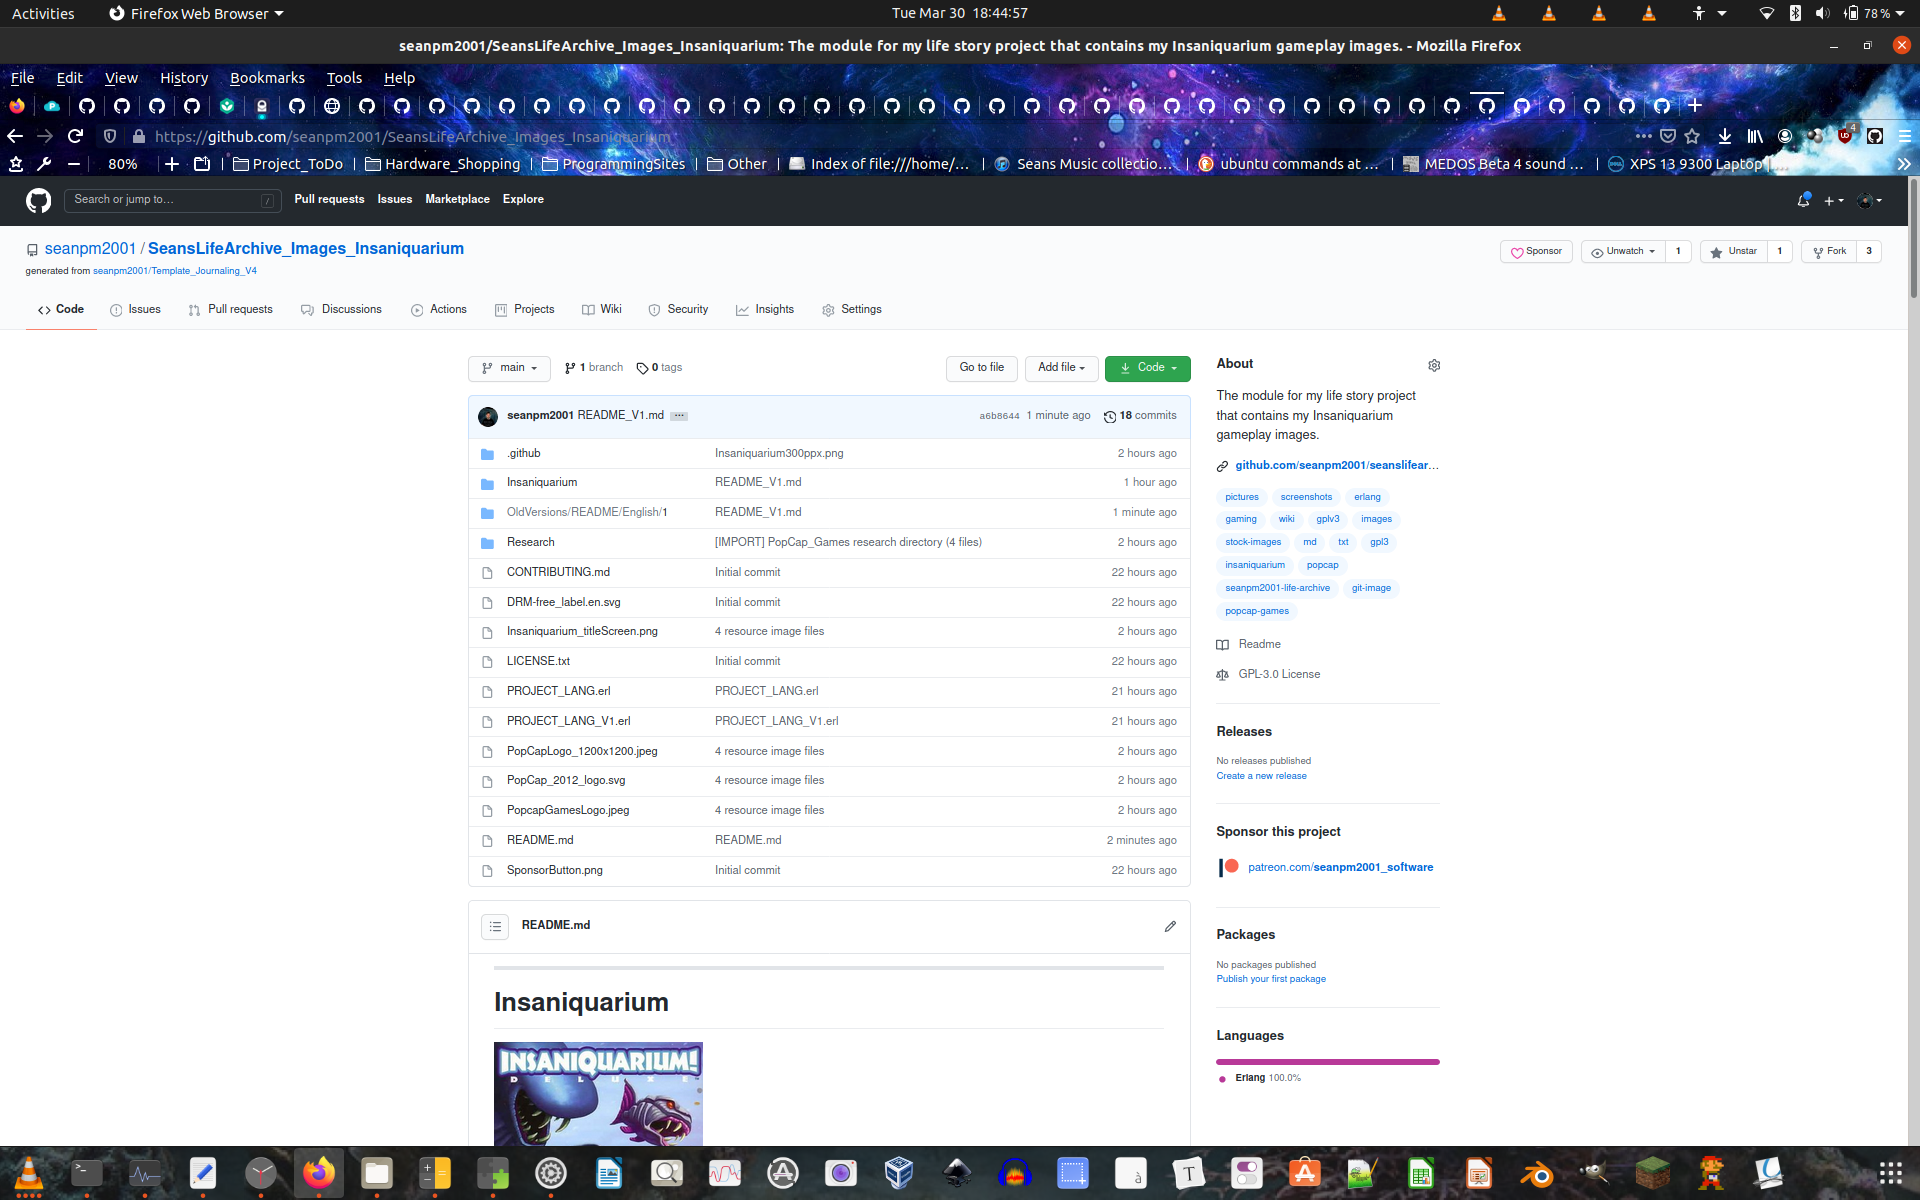 Activities Firefox Web Browser Tue Mar 30 18:44:57 78 %
seanpm2001/SeansLifeArchive_Images_Insaniquarium: The module for my life story project that contains my Insaniquarium gameplay images. - Mozilla Firefox
File Edit View History Bookmarks Tools Help
https://github.com/seanpm2001/SeansLifeArchive_Images_Insaniquarium
80% Project_ToDo Hardware_Shopping ProgrammingSites Other Index of file:///home/… Seans Music collectio… ubuntu commands at … MEDOS Beta 4 sound … XPS 13 9300 Laptop |…
Search or jump to… / Pull requests Issues Marketplace Explore
seanpm2001 / SeansLifeArchive_Images_Insaniquarium Sponsor Unwatch 1 Unstar 1 Fork 3
generated from seanpm2001/Template_Journaling_V4
Code Issues Pull requests Discussions Actions Projects Wiki Security Insights Settings
main 1 branch 0 tags Go to file Add file Code
seanpm2001 README_V1.md ... a6b8644 1 minute ago 18 commits
.github Insaniquarium300ppx.png 2 hours ago
Insaniquarium README_V1.md 1 hour ago
OldVersions/README/English/1 README_V1.md 1 minute ago
Research [IMPORT] PopCap_Games research directory (4 files) 2 hours ago
CONTRIBUTING.md Initial commit 22 hours ago
DRM-free_label.en.svg Initial commit 22 hours ago
Insaniquarium_titleScreen.png 4 resource image files 2 hours ago
LICENSE.txt Initial commit 22 hours ago
PROJECT_LANG.erl PROJECT_LANG.erl 21 hours ago
PROJECT_LANG_V1.erl PROJECT_LANG_V1.erl 21 hours ago
PopCapLogo_1200x1200.jpeg 4 resource image files 2 hours ago
PopCap_2012_logo.svg 4 resource image files 2 hours ago
PopcapGamesLogo.jpeg 4 resource image files 2 hours ago
README.md README.md 2 minutes ago
SponsorButton.png Initial commit 22 hours ago
README.md
Insaniquarium
INSANIQUARIUM!
DELUXE
About
The module for my life story project
that contains my Insaniquarium
gameplay images.
github.com/seanpm2001/seanslifear…
pictures screenshots erlang
gaming wiki gplv3 images
stock-images md txt gpl3
insaniquarium popcap
seanpm2001-life-archive git-image
popcap-games
Readme
GPL-3.0 License
Releases
No releases published
Create a new release
Sponsor this project
patreon.com/seanpm2001_software
Packages
No packages published
Publish your first package
Languages
Erlang 100.0%